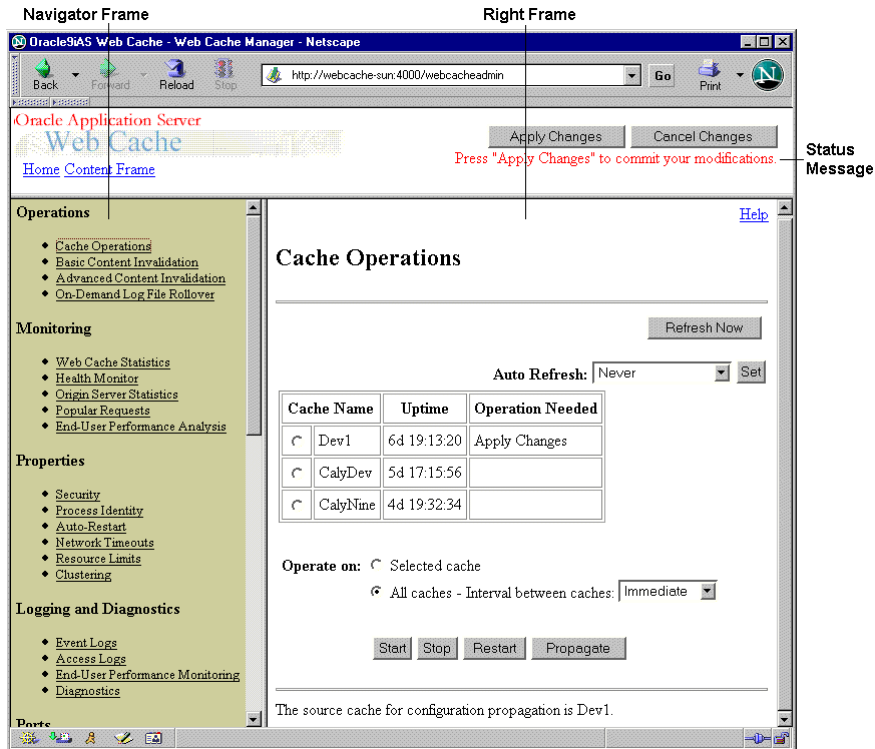 Navigator Frame
Right Frame
Oracle9iAS Web Cache - Web Cache Manager - Netscape
Back
Forward
Reload
Stop
http://webcache-sun:4000/webcacheadmin
Go
Print
N
Oracle Application Server
Web Cache
Home Content Frame
Apply Changes
Cancel Changes
Press "Apply Changes" to commit your modifications.
Status
Message
Operations
Cache Operations
Basic Content Invalidation
Advanced Content Invalidation
On-Demand Log File Rollover
Monitoring
Web Cache Statistics
Health Monitor
Origin Server Statistics
Popular Requests
End-User Performance Analysis
Properties
Security
Process Identity
Auto-Restart
Network Timeouts
Resource Limits
Clustering
Logging and Diagnostics
Event Logs
Access Logs
End-User Performance Monitoring
Diagnostics
Ports
Help
Cache Operations
Refresh Now
Auto Refresh: Never Set
Cache Name Uptime Operation Needed
Dev1 6d 19:13:20 Apply Changes
CalyDev 5d 17:15:56
CalyNine 4d 19:32:34
Operate on: Selected cache
All caches - Interval between caches: Immediate
Start Stop Restart Propagate
The source cache for configuration propagation is Dev1.